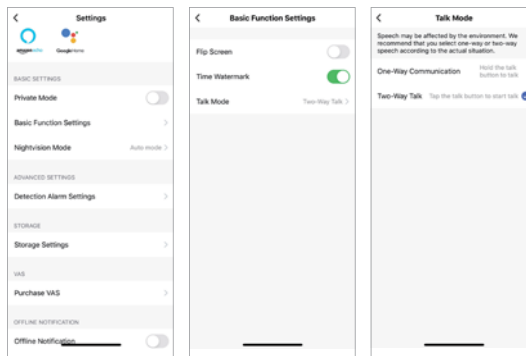 Settings
amazon echo
Google Home
BASIC SETTINGS
Private Mode
Basic Function Settings
Nightvision Mode Auto mode
ADVANCED SETTINGS
Detection Alarm Settings
STORAGE
Storage Settings
VAS
Purchase VAS
OFFLINE NOTIFICATION
Offline Notification
Basic Function Settings
Flip Screen
Time Watermark
Talk Mode Two-Way Talk
Talk Mode
Speech may be affected by the environment. We
recommend that you select one-way or two-way
speech according to the actual situation.
One-Way Communication Hold the talk
button to talk
Two-Way Talk Tap the talk button to start talk